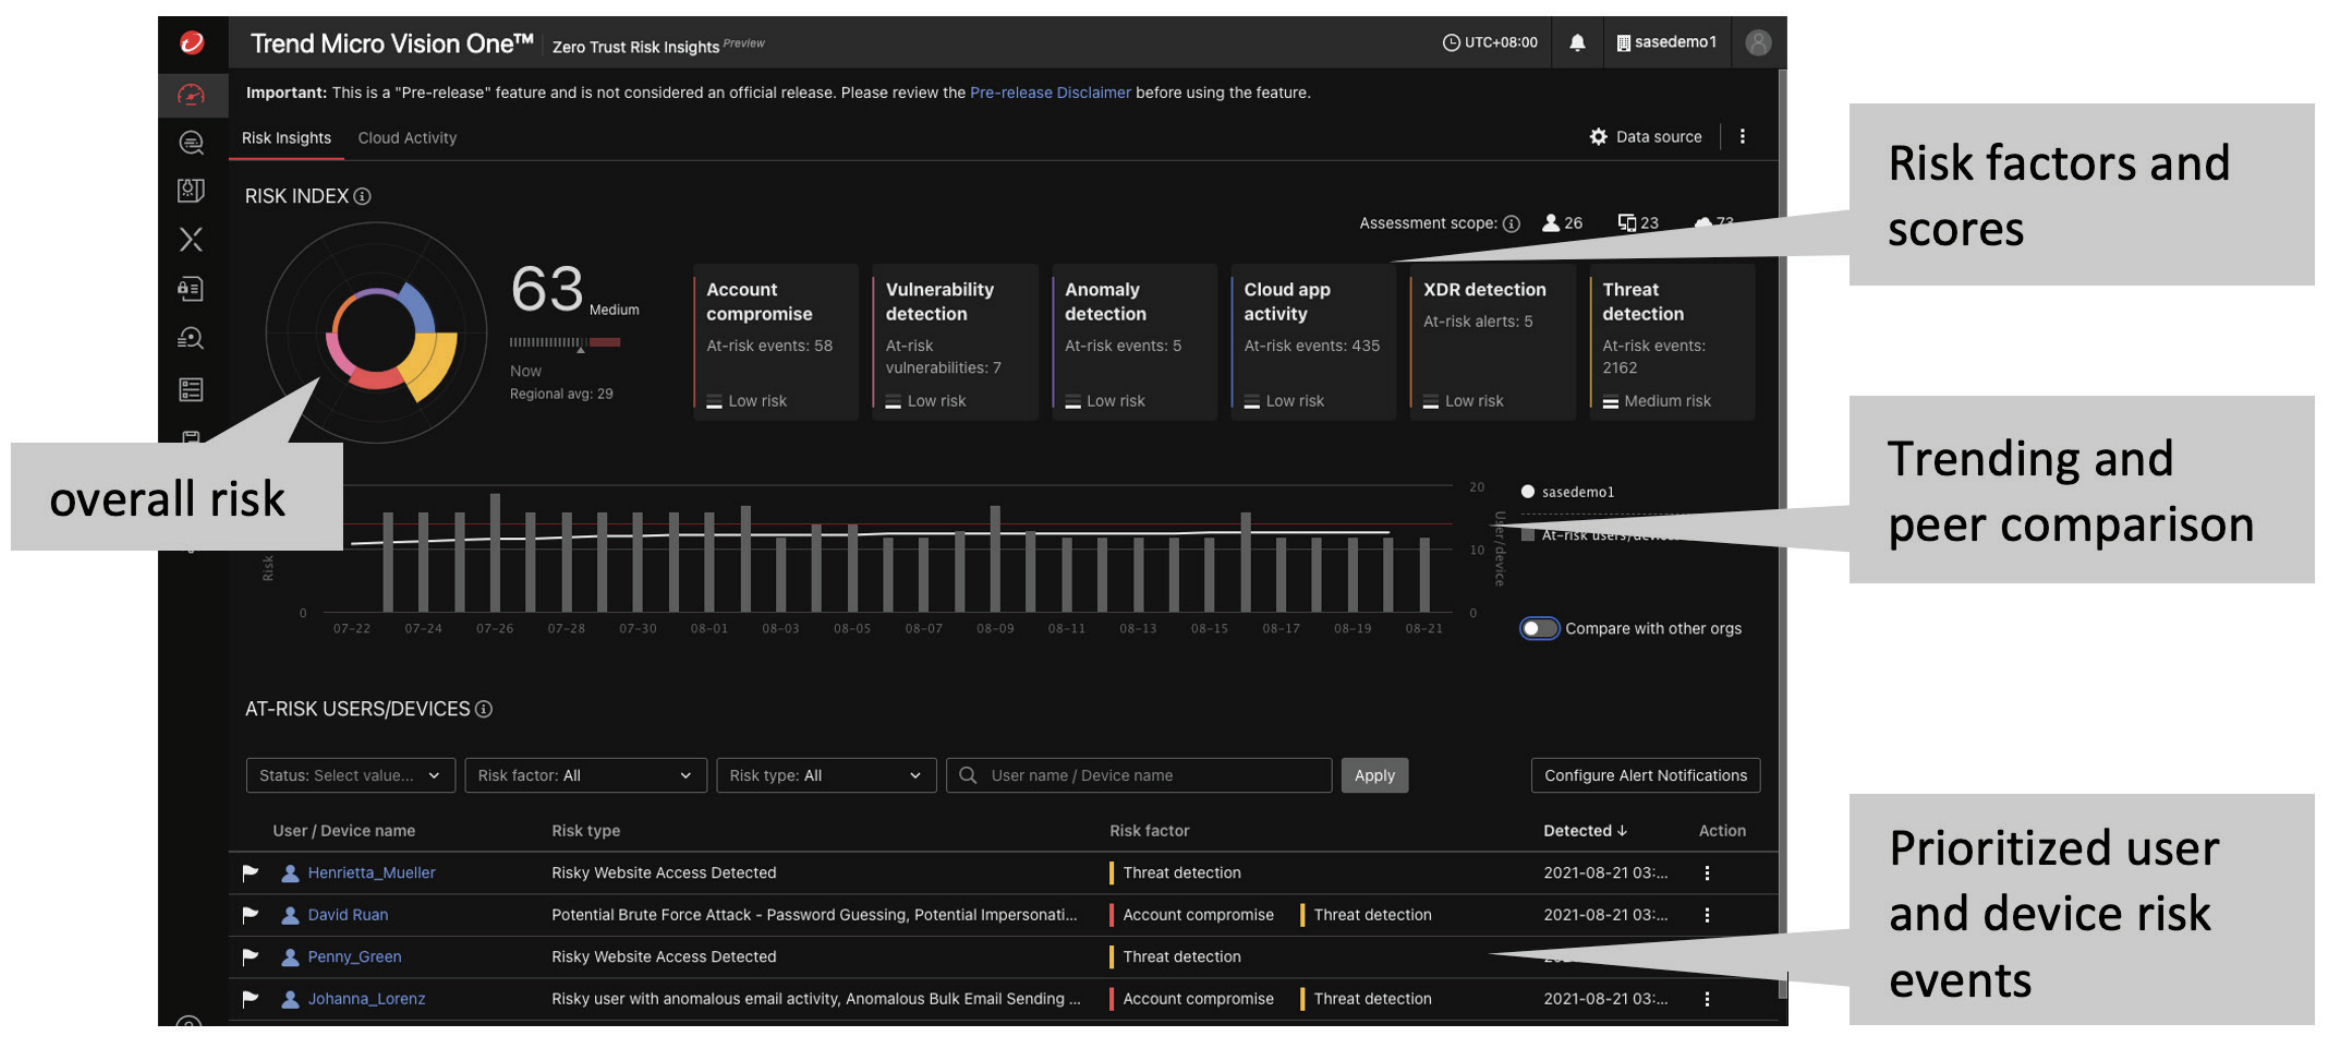 Trend Micro Vision One™ Zero Trust Risk Insights Preview
UTC+08:00 sasedemo1
Important: This is a "Pre-release" feature and is not considered an official release. Please review the Pre-release Disclaimer before using the feature.
Risk Insights Cloud Activity
Data source
RISK INDEX
Assessment scope: 26 23 73
63 Medium
Now
Regional avg: 29
Account
compromise
At-risk events: 58
Low risk
Vulnerability
detection
At-risk
vulnerabilities: 7
Low risk
Anomaly
detection
At-risk events: 5
Low risk
Cloud app
activity
At-risk events: 435
Low risk
XDR detection
At-risk alerts: 5
Low risk
Threat
detection
At-risk events:
2162
Medium risk
Risk factors and
scores
overall risk
Risk
0
20
10
0
User/device
07-22 07-24 07-26 07-28 07-30 08-01 08-03 08-05 08-07 08-09 08-11 08-13 08-15 08-17 08-19 08-21
sasedemo1
At-risk users/device
Compare with other orgs
Trending and
peer comparison
AT-RISK USERS/DEVICES
Status: Select value... Risk factor: All Risk type: All User name / Device name Apply Configure Alert Notifications
User / Device name Risk type Risk factor Detected ↓ Action
Henrietta_Mueller Risky Website Access Detected Threat detection 2021-08-21 03:...
David Ruan Potential Brute Force Attack - Password Guessing, Potential Impersonati... Account compromise Threat detection 2021-08-21 03:...
Penny_Green Risky Website Access Detected Threat detection
Johanna_Lorenz Risky user with anomalous email activity, Anomalous Bulk Email Sending ... Account compromise Threat detection 2021-08-21 03:...
Prioritized user
and device risk
events